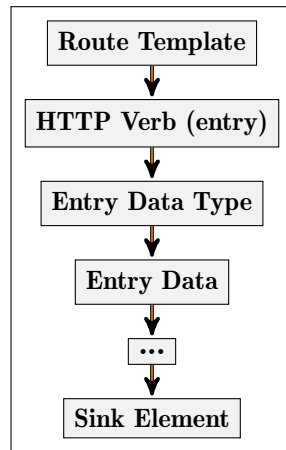 Route Template
HTTP Verb (entry)
Entry Data Type
Entry Data
...
Sink Element